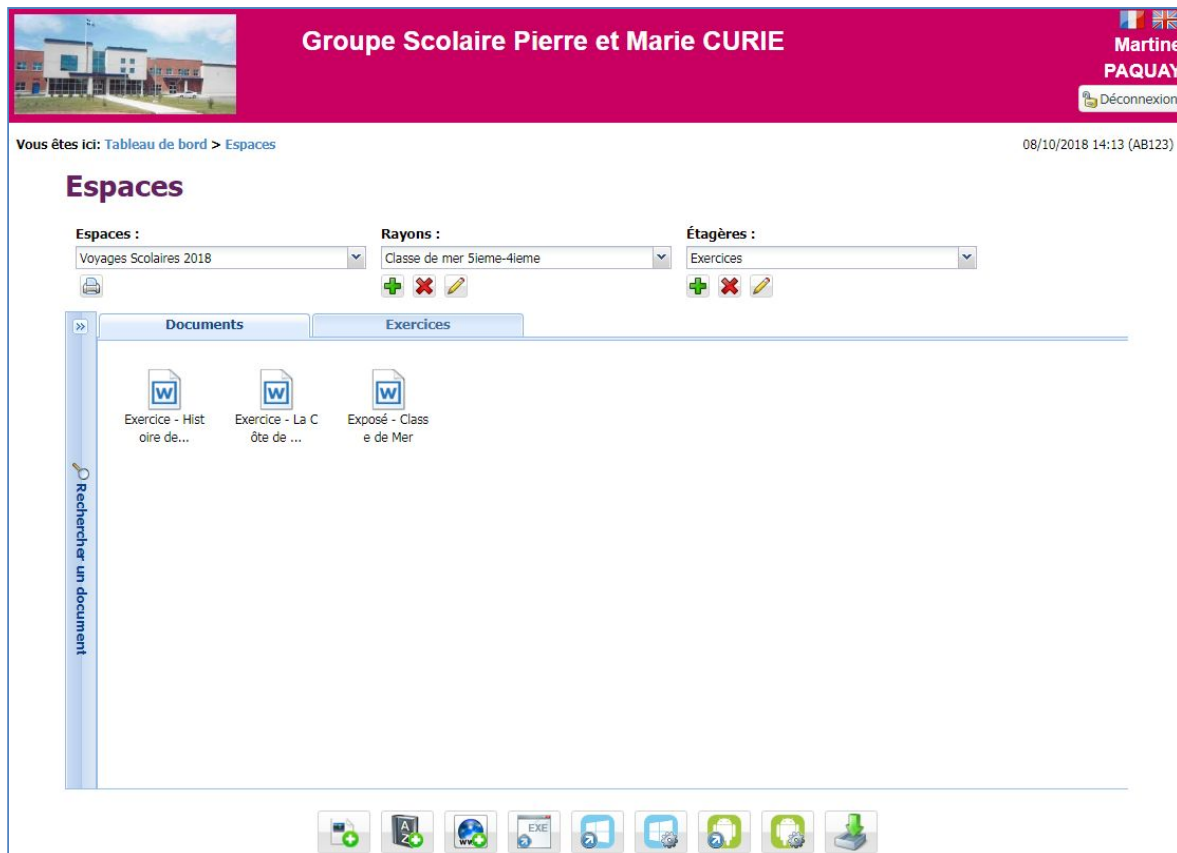 Groupe Scolaire Pierre et Marie CURIE
Martine
PAQUAY
Déconnexion
Vous êtes ici: Tableau de bord > Espaces
08/10/2018 14:13 (AB123)
Espaces
Espaces :
Rayons :
Étagères :
Voyages Scolaires 2018
Classe de mer 5ieme-4ieme
Exercices
Documents
Exercices
Exercice - Hist
oire de...
Exercice - La C
ôte de ...
Exposé - Class
e de Mer
Rechercher un document
A
Z
WWW
EXE